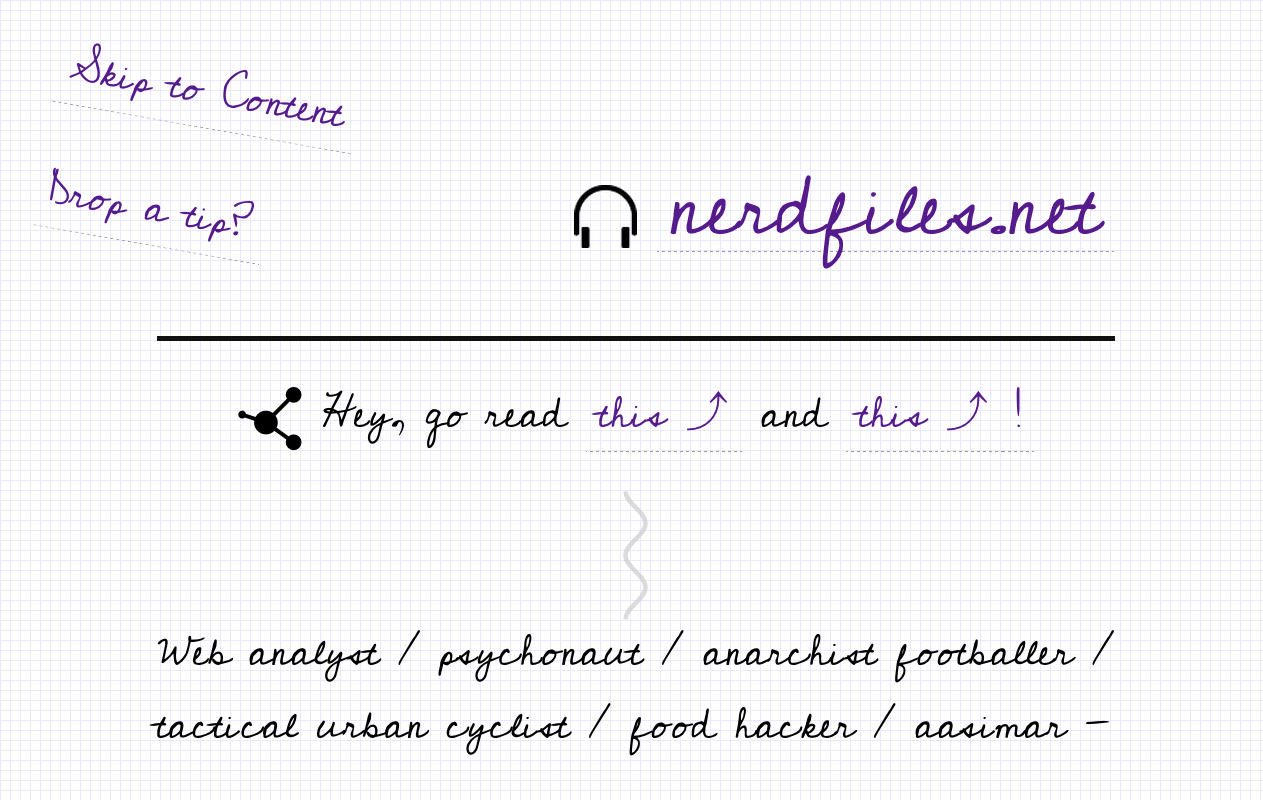 Skip to Content
Drop a tip?
nerdfiles.net
Hey, go read this ⤴ and this ⤴ !
Web analyst / psychonaut / anarchist footballer /
tactical urban cyclist / food hacker / aasimar —